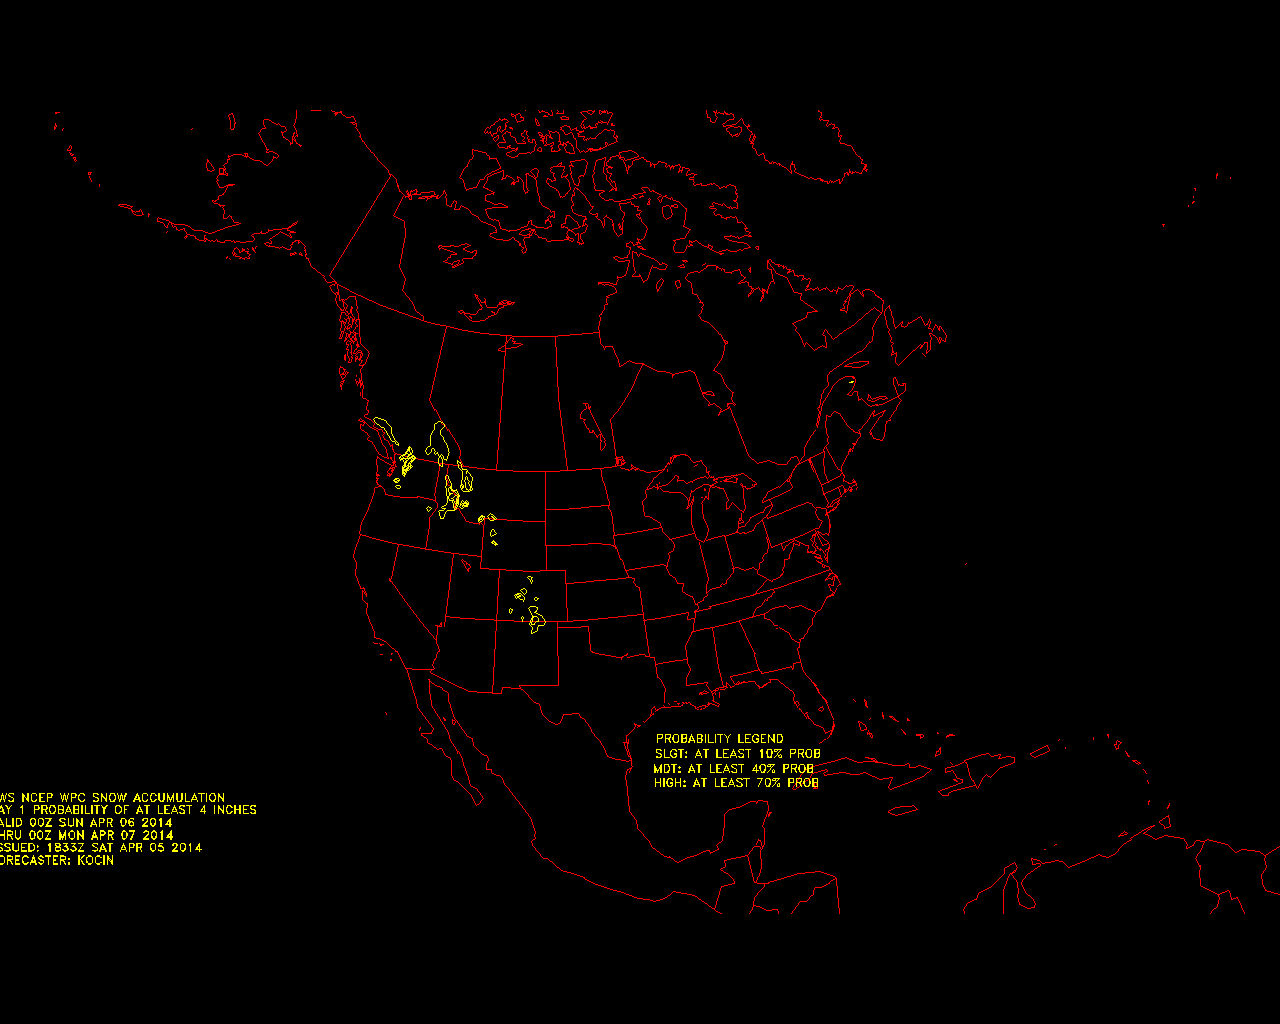 PROBABILITY LEGEND
SLGT: AT LEAST 10% PROB
MDT: AT LEAST 40% PROB
HIGH: AT LEAST 70% PROB
WS NCEP WPC SNOW ACCUMULATION
AY 1 PROBABILITY OF AT LEAST 4 INCHES
ALID 00Z SUN APR 06 2014
HRU 00Z MON APR 07 2014
SSUED: 1833Z SAT APR 05 2014
ORECASTER: KOCIN